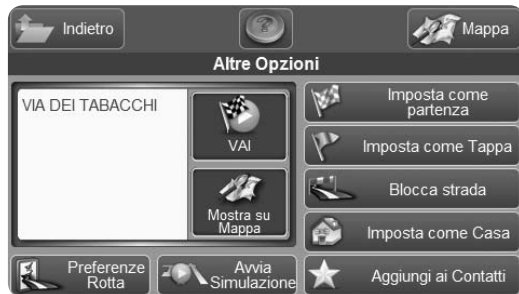 Indietro
Mappa
Altre Opzioni
VIA DEI TABACCHI
VAI
Mostra su
Mappa
Imposta come
partenza
Imposta come Tappa
Blocca strada
Imposta come Casa
Preferenze
Rotta
Avvia
Simulazione
Aggiungi ai Contatti